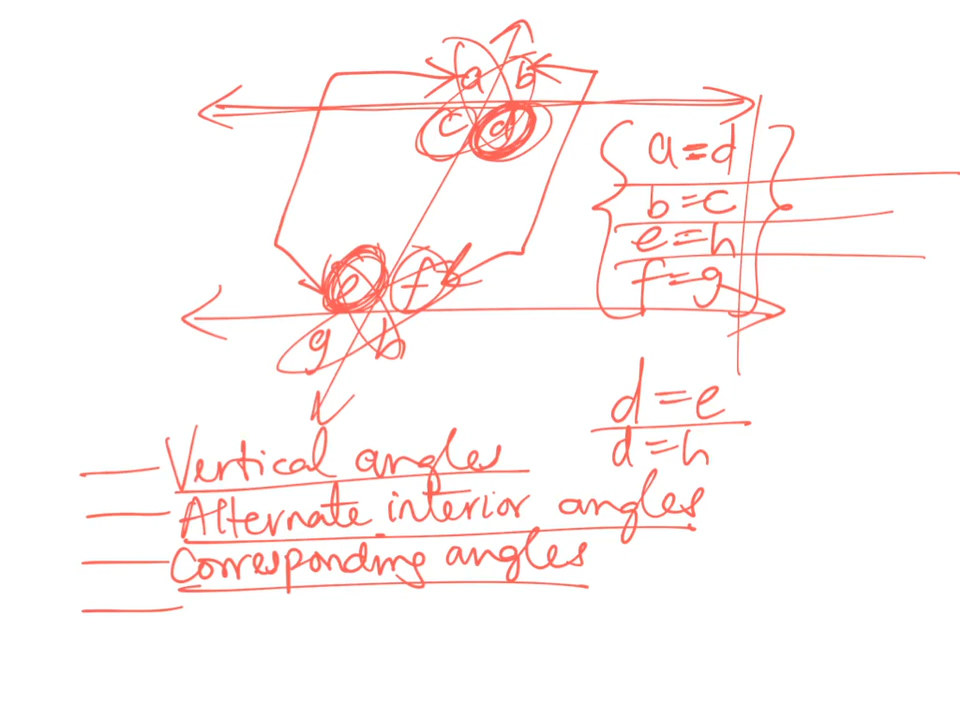 a b
c d
a=d
b=c
e=h
f=g
e f
g h
d=e
d=h
Vertical angles
Alternate interior angles
Corresponding angles